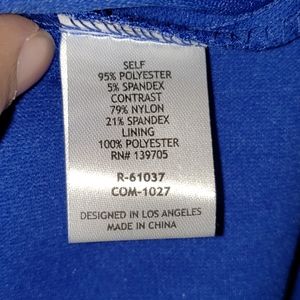 SELF
95% POLYESTER
5% SPANDEX
CONTRAST
79% NYLON
21% SPANDEX
LINING
100% POLYESTER
RN# 139705
R-61037
COM-1027
DESIGNED IN LOS ANGELES
MADE IN CHINA